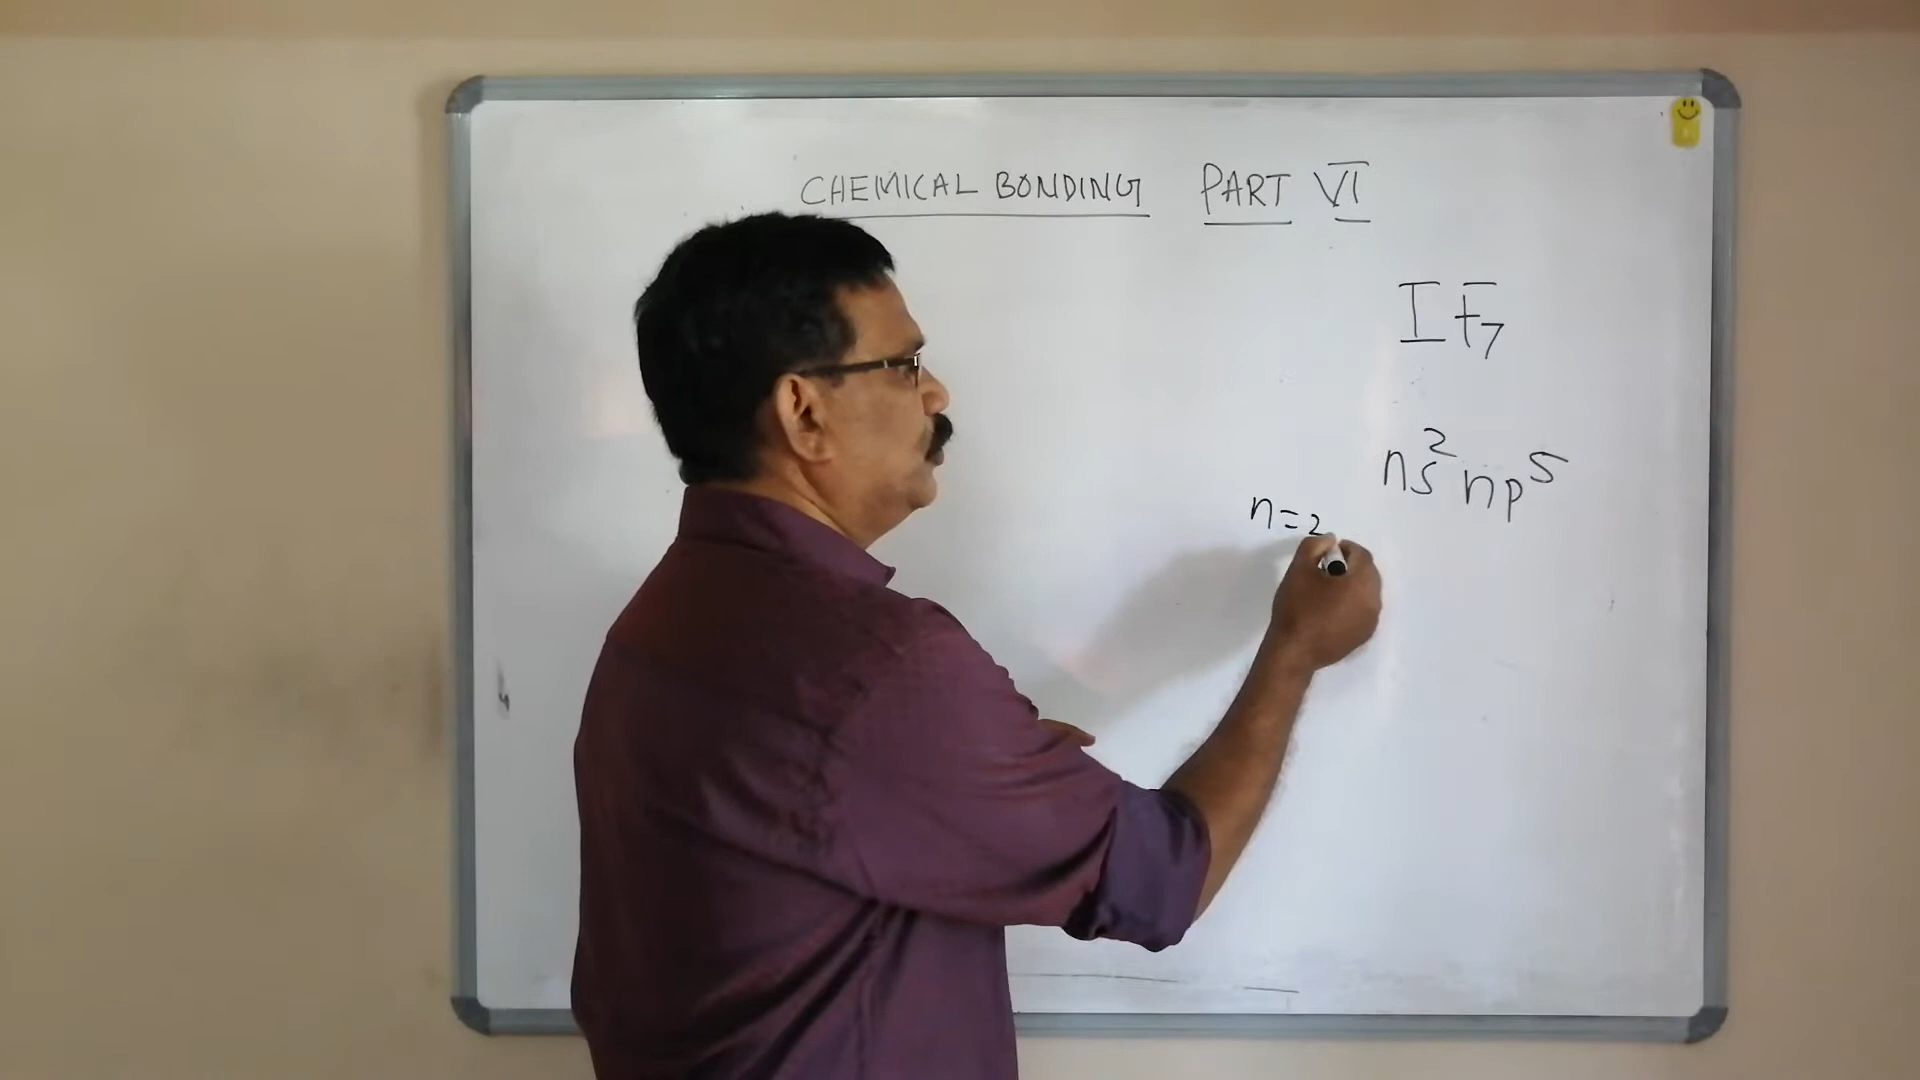 CHEMICAL BONDING PART VI
IF₇
ns² np⁵
n=2